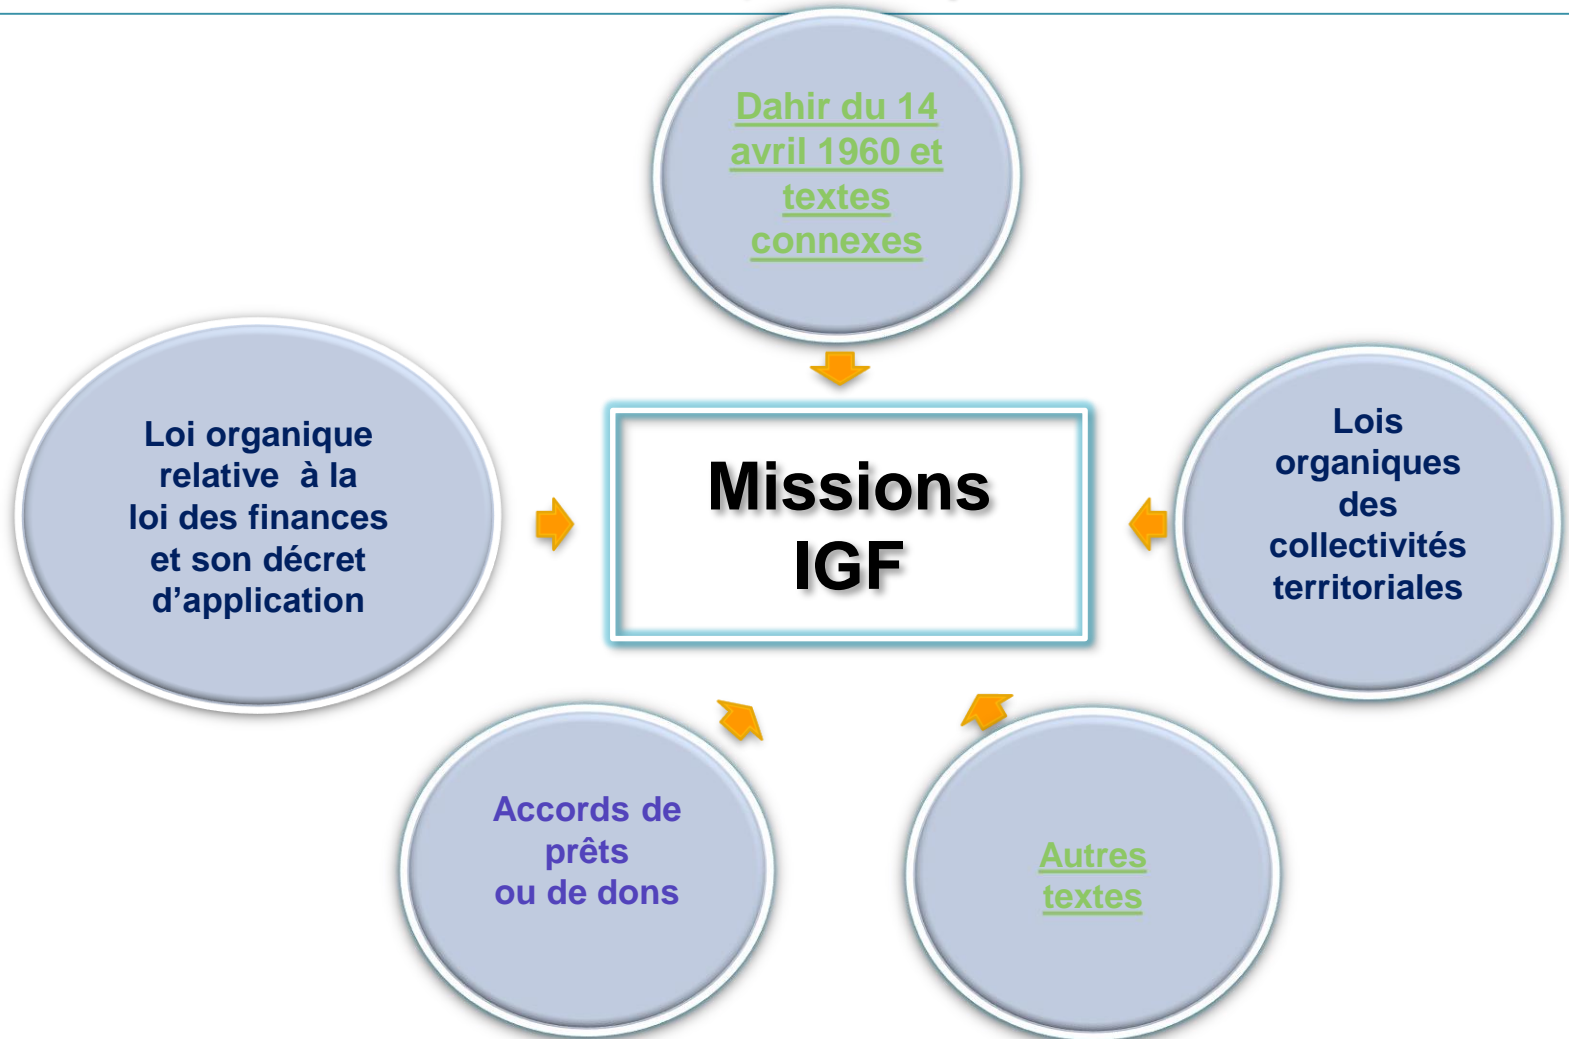 Dahir du 14
avril 1960 et
textes
connexes
Loi organique
relative à la
loi des finances
et son décret
d’application
Missions
IGF
Lois
organiques
des
collectivités
territoriales
Accords de
prêts
ou de dons
Autres
textes